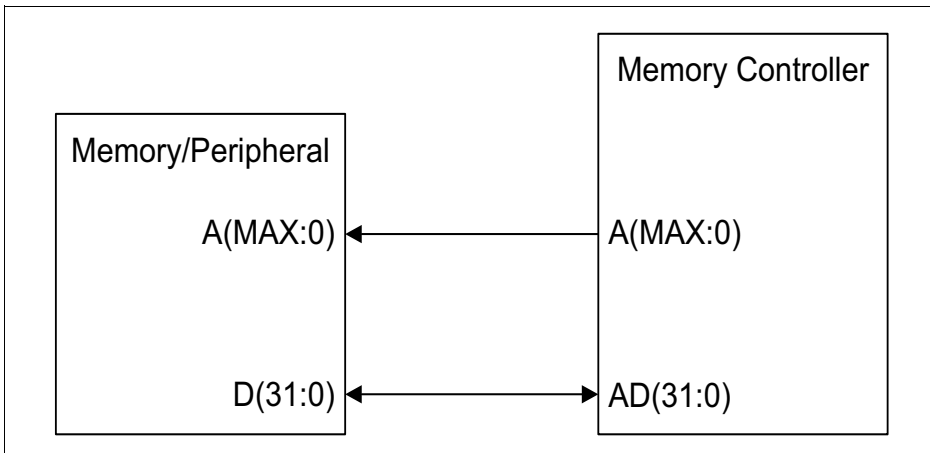 Memory Controller
Memory/Peripheral
A(MAX:0) A(MAX:0)
D(31:0) AD(31:0)